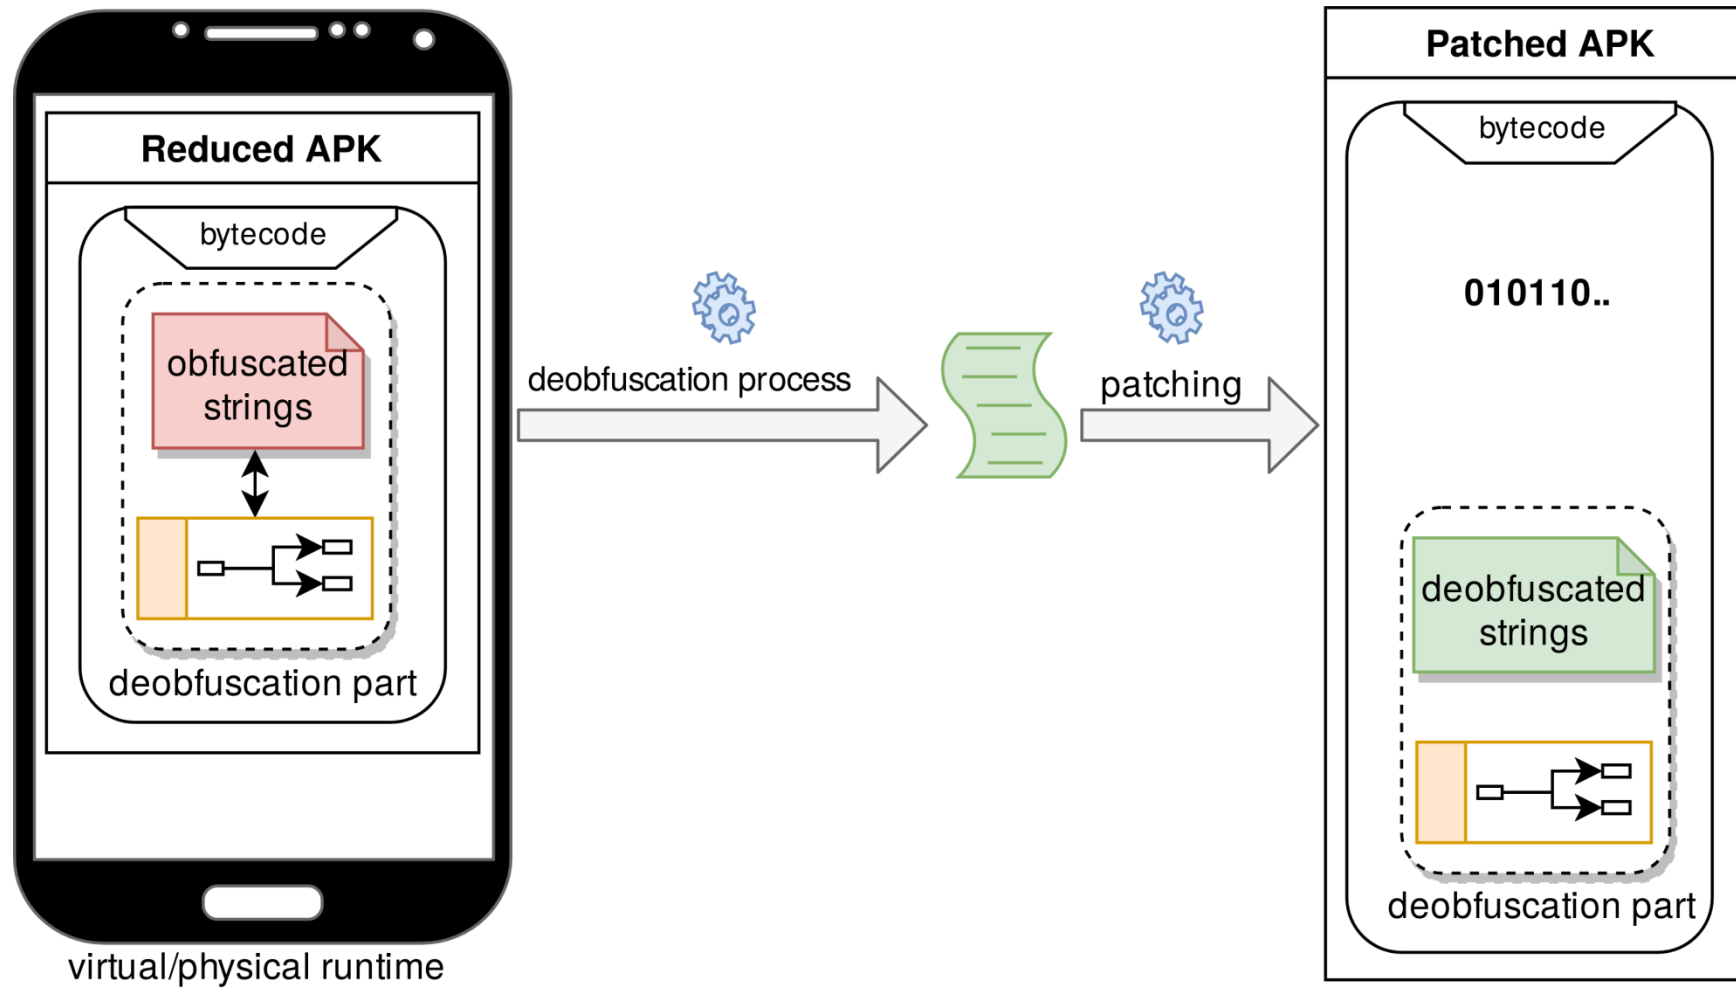 Reduced APK
bytecode
obfuscated
strings
deobfuscation part
virtual/physical runtime
deobfuscation process
patching
Patched APK
bytecode
010110..
deobfuscated
strings
deobfuscation part